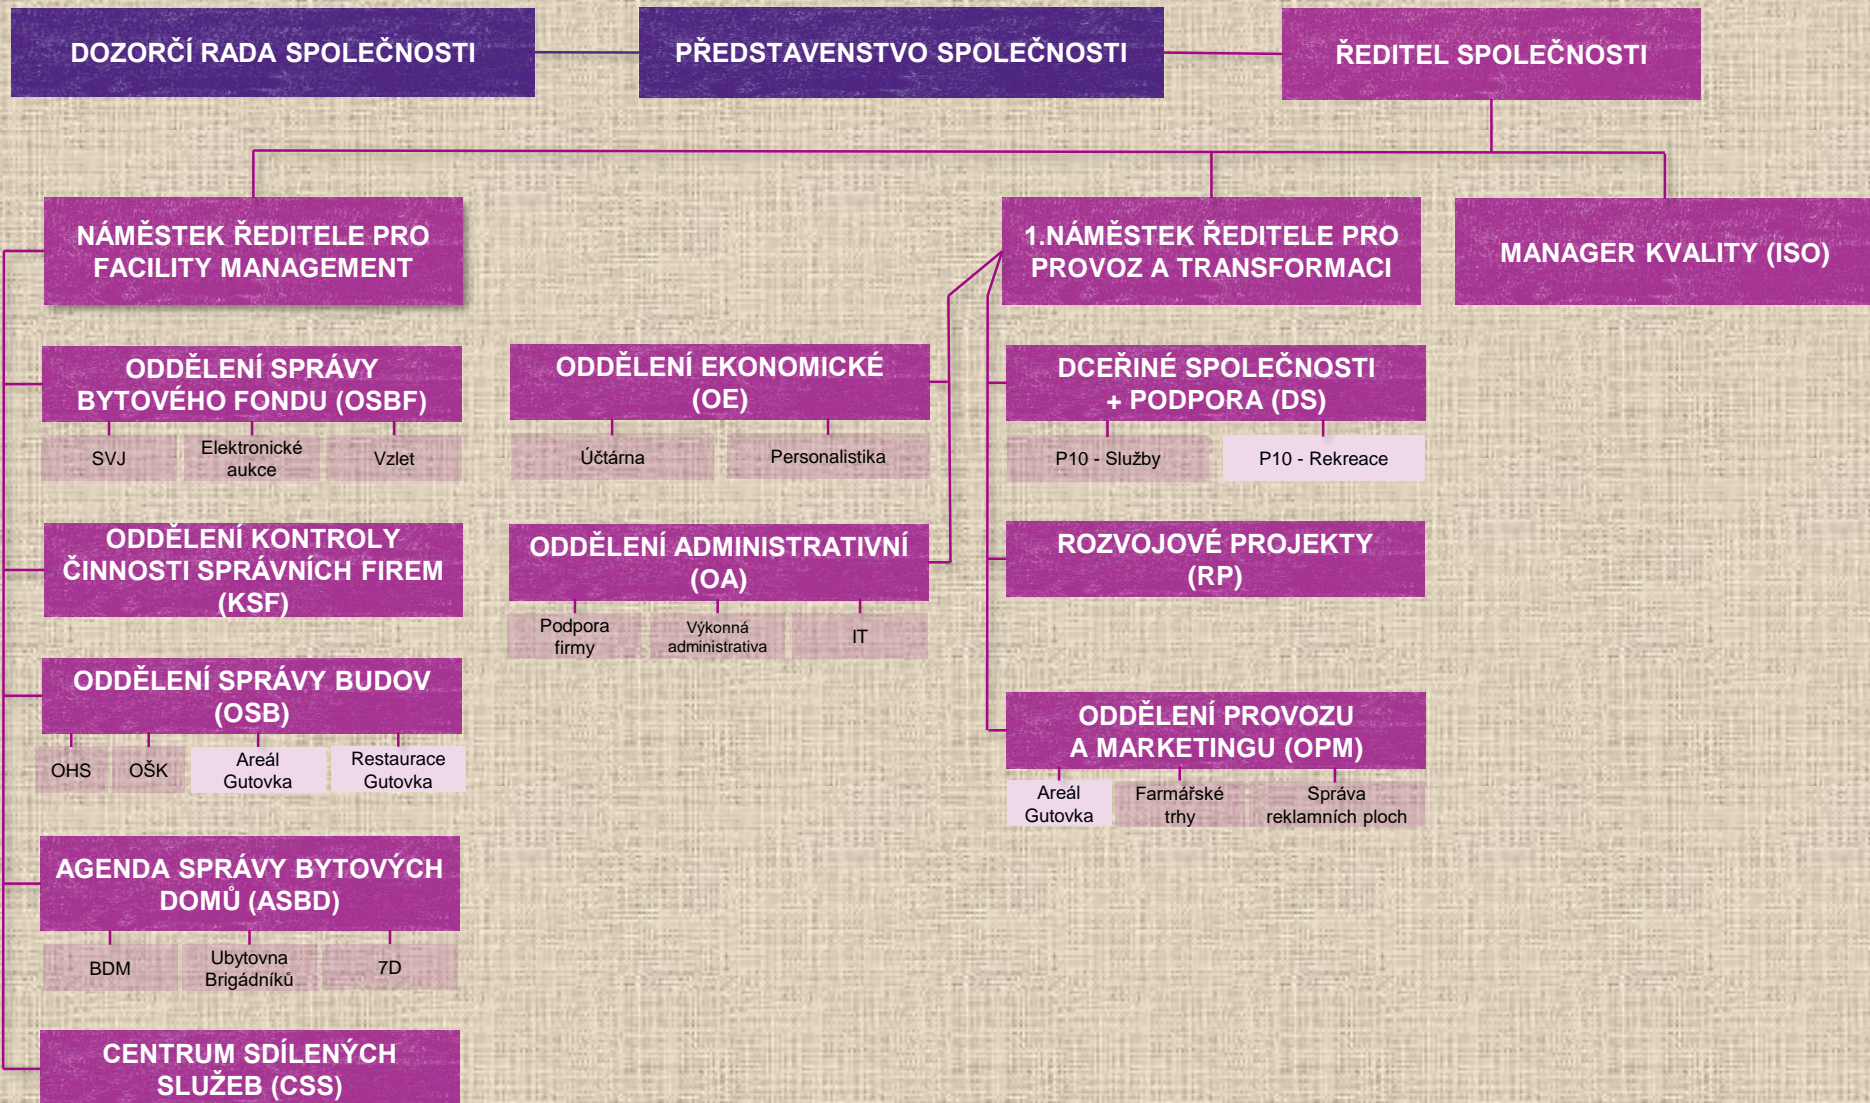 DOZORČÍ RADA SPOLEČNOSTI
PŘEDSTAVENSTVO SPOLEČNOSTI
ŘEDITEL SPOLEČNOSTI
NÁMĚSTEK ŘEDITELE PRO
FACILITY MANAGEMENT
1.NÁMĚSTEK ŘEDITELE PRO
PROVOZ A TRANSFORMACI
MANAGER KVALITY (ISO)
ODDĚLENÍ SPRÁVY
BYTOVÉHO FONDU (OSBF)
SVJ
Elektronické
aukce
Vzlet
ODDĚLENÍ KONTROLY
ČINNOSTI SPRÁVNÍCH FIREM
(KSF)
ODDĚLENÍ SPRÁVY BUDOV
(OSB)
OHS
OŠK
Areál
Gutovka
Restaurace
Gutovka
AGENDA SPRÁVY BYTOVÝCH
DOMŮ (ASBD)
BDM
Ubytovna
Brigádníků
7D
CENTRUM SDÍLENÝCH
SLUŽEB (CSS)
ODDĚLENÍ EKONOMICKÉ
(OE)
Účtárna
Personalistika
ODDĚLENÍ ADMINISTRATIVNÍ
(OA)
Podpora
firmy
Výkonná
administrativa
IT
DCEŘINÉ SPOLEČNOSTI
+ PODPORA (DS)
P10 - Služby
P10 - Rekreace
ROZVOJOVÉ PROJEKTY
(RP)
ODDĚLENÍ PROVOZU
A MARKETINGU (OPM)
Areál
Gutovka
Farmářské
trhy
Správa
reklamních ploch